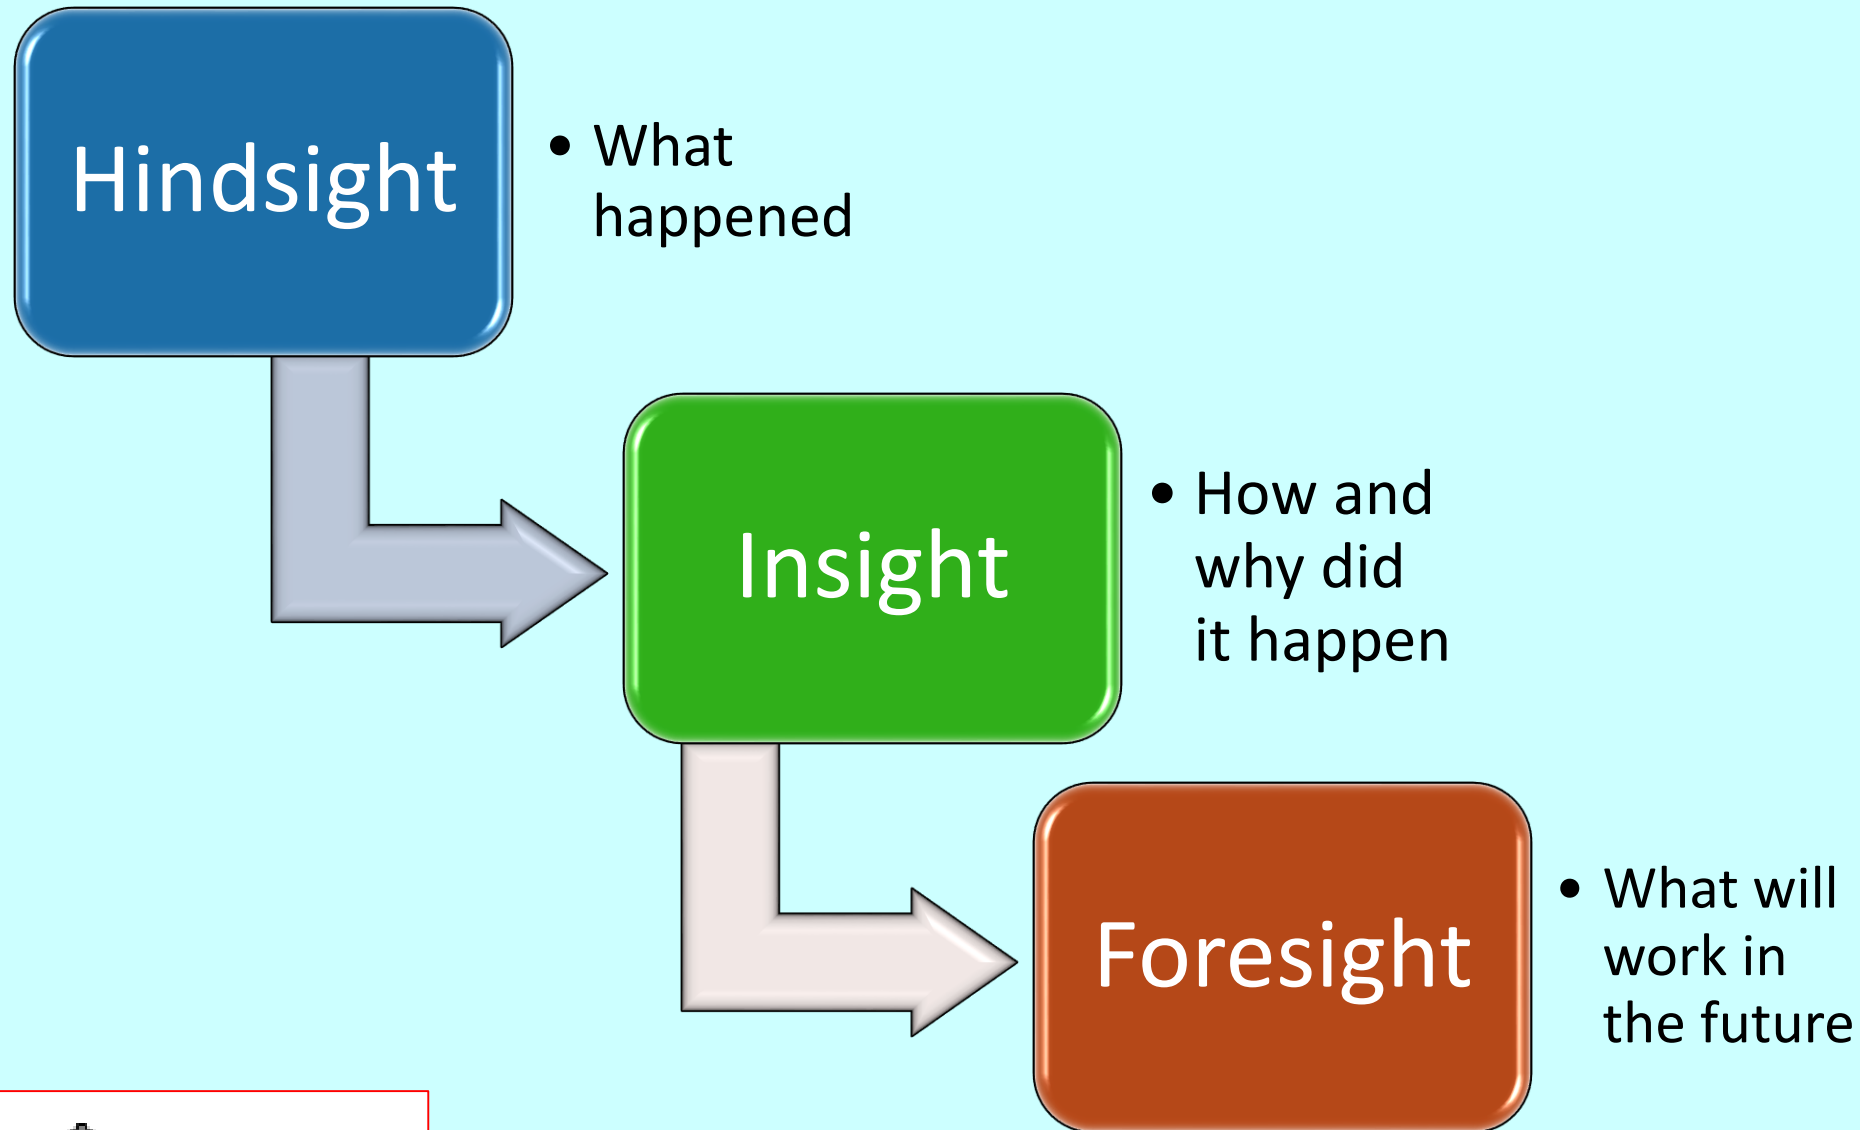 Hindsight
• What
happened
Insight
• How and
why did
it happen
Foresight
• What will
work in
the future